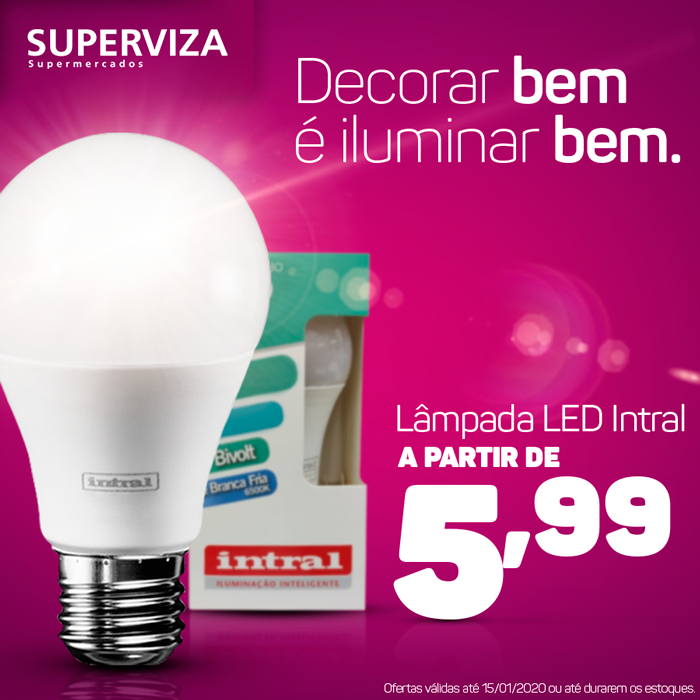 SUPERVIZA
Supermercados
Decorar bem
é iluminar bem.
Bivolt
Branca Fria
6500K
intral
intral
ILUMINAÇÃO INTELIGENTE
Lâmpada LED Intral
A PARTIR DE
5,99
Ofertas válidas até 15/01/2020 ou até durarem os estoques